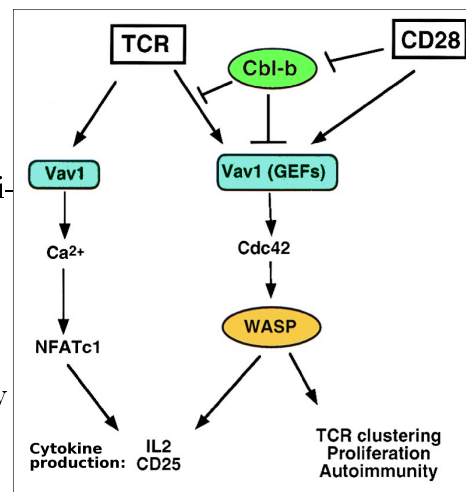 TCR
CD28
Cbl-b
Vav1
Vav1 (GEFs)
i-
Ca2+
Cdc42
NFATc1
WASP
y
Cytokine production:
IL2
CD25
TCR clustering
Proliferation
Autoimmunity